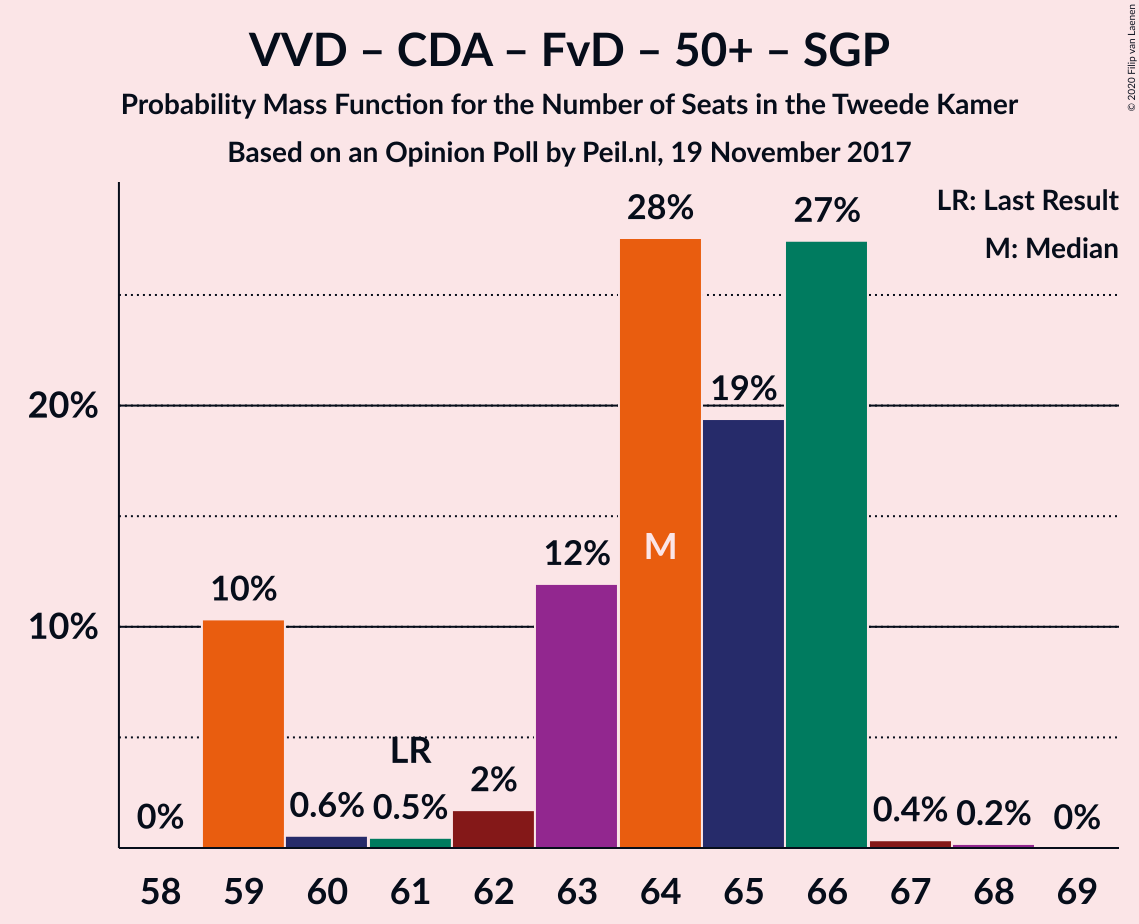 VVD – CDA – FvD – 50+ – SGP
Probability Mass Function for the Number of Seats in the Tweede Kamer
Based on an Opinion Poll by Peil.nl, 19 November 2017
© 2020 Filip van Laenen
LR: Last Result
M: Median
20%
10%
0%
10%
0.6%
0.5%
LR
2%
12%
28%
M
19%
27%
0.4%
0.2%
0%
58 59 60 61 62 63 64 65 66 67 68 69